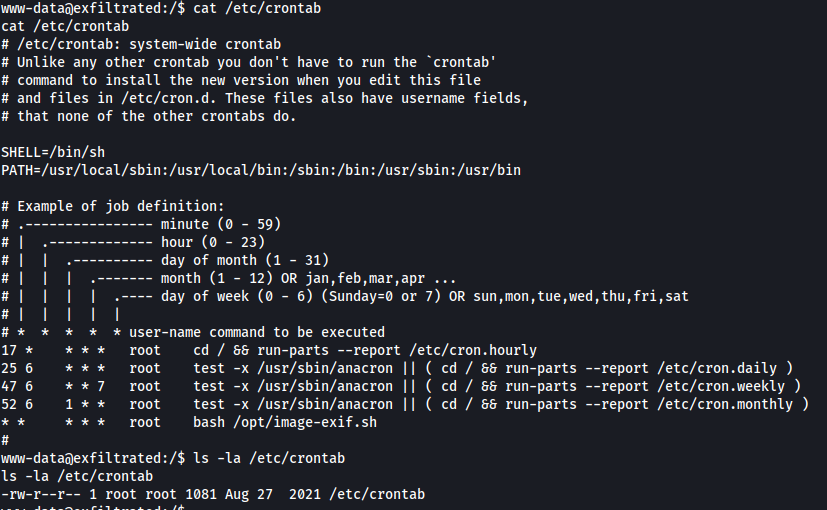 www-data@exfiltrated:/$ cat /etc/crontab
cat /etc/crontab
# /etc/crontab: system-wide crontab
# Unlike any other crontab you don't have to run the `crontab'
# command to install the new version when you edit this file
# and files in /etc/cron.d. These files also have username fields,
# that none of the other crontabs do.

SHELL=/bin/sh
PATH=/usr/local/sbin:/usr/local/bin:/sbin:/bin:/usr/sbin:/usr/bin

# Example of job definition:
# .---------------- minute (0 - 59)
# |  .------------- hour (0 - 23)
# |  |  .---------- day of month (1 - 31)
# |  |  |  .------- month (1 - 12) OR jan,feb,mar,apr ...
# |  |  |  |  .---- day of week (0 - 6) (Sunday=0 or 7) OR sun,mon,tue,wed,thu,fri,sat
# |  |  |  |  |
# *  *  *  *  * user-name command to be executed
17 *    * * *   root    cd / && run-parts --report /etc/cron.hourly
25 6    * * *   root    test -x /usr/sbin/anacron || ( cd / && run-parts --report /etc/cron.daily )
47 6    * * 7   root    test -x /usr/sbin/anacron || ( cd / && run-parts --report /etc/cron.weekly )
52 6    1 * *   root    test -x /usr/sbin/anacron || ( cd / && run-parts --report /etc/cron.monthly )
* *     * * *   root    bash /opt/image-exif.sh
#
www-data@exfiltrated:/$ ls -la /etc/crontab
ls -la /etc/crontab
-rw-r--r-- 1 root root 1081 Aug 27  2021 /etc/crontab
www-data@exfiltrated:/$